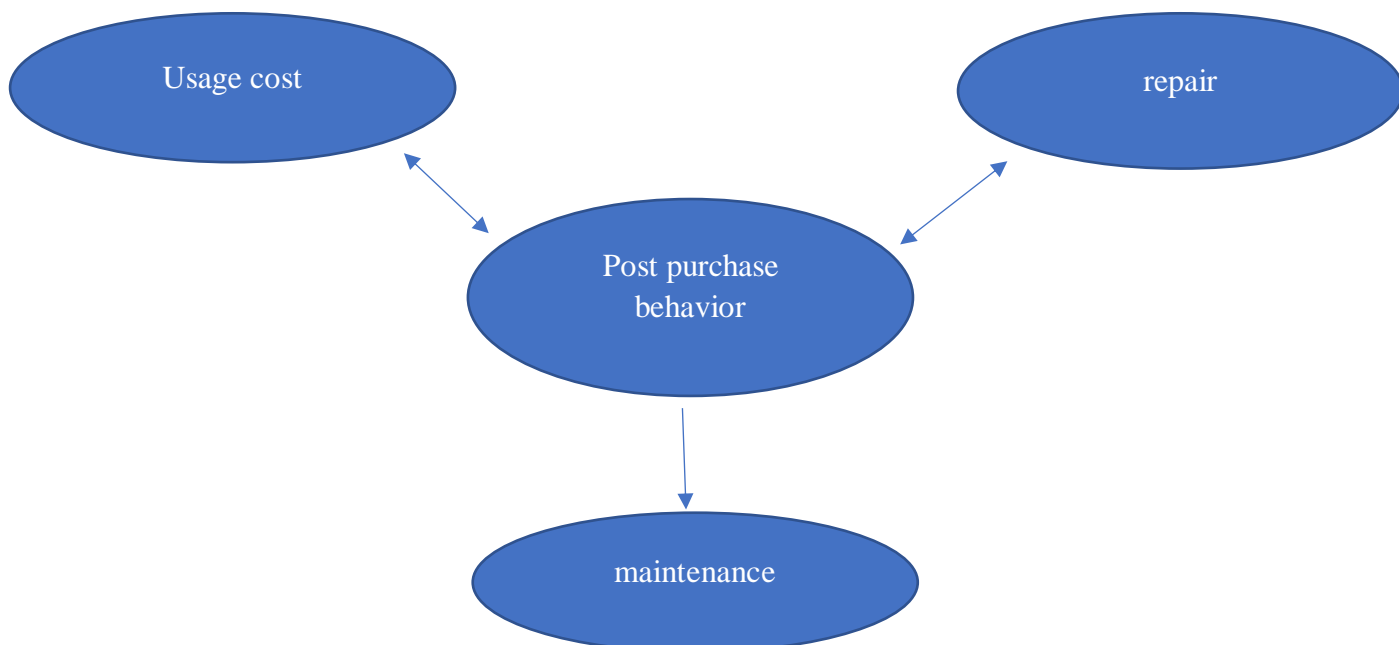 Usage cost
repair
Post purchase
behavior
maintenance